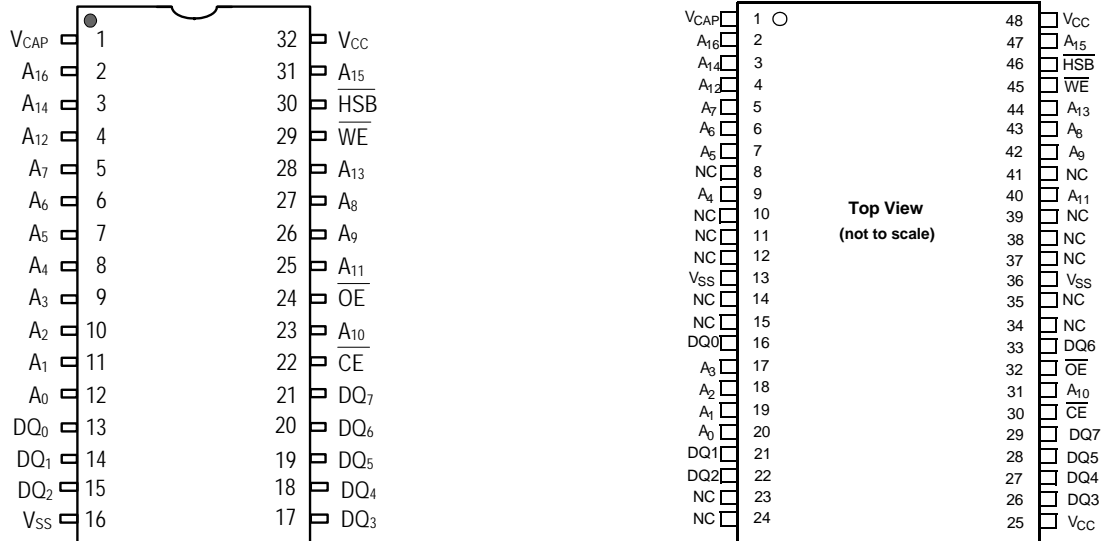 VCAP 1 32 VCC
A16 2 31 A15
A14 3 30 HSB
A12 4 29 WE
A7 5 28 A13
A6 6 27 A8
A5 7 26 A9
A4 8 25 A11
A3 9 24 OE
A2 10 23 A10
A1 11 22 CE
A0 12 21 DQ7
DQ0 13 20 DQ6
DQ1 14 19 DQ5
DQ2 15 18 DQ4
VSS 16 17 DQ3
VCAP 1 48 VCC
A16 2 47 A15
A14 3 46 HSB
A12 4 45 WE
A7 5 44 A13
A6 6 43 A8
A5 7 42 A9
NC 8 41 NC
A4 9 40 A11
NC 10 39 NC
NC 11 38 NC
NC 12 37 NC
VSS 13 36 VSS
NC 14 35 NC
NC 15 34 NC
DQ0 16 33 DQ6
A3 17 32 OE
A2 18 31 A10
A1 19 30 CE
A0 20 29 DQ7
DQ1 21 28 DQ5
DQ2 22 27 DQ4
NC 23 26 DQ3
NC 24 25 VCC
Top View
(not to scale)